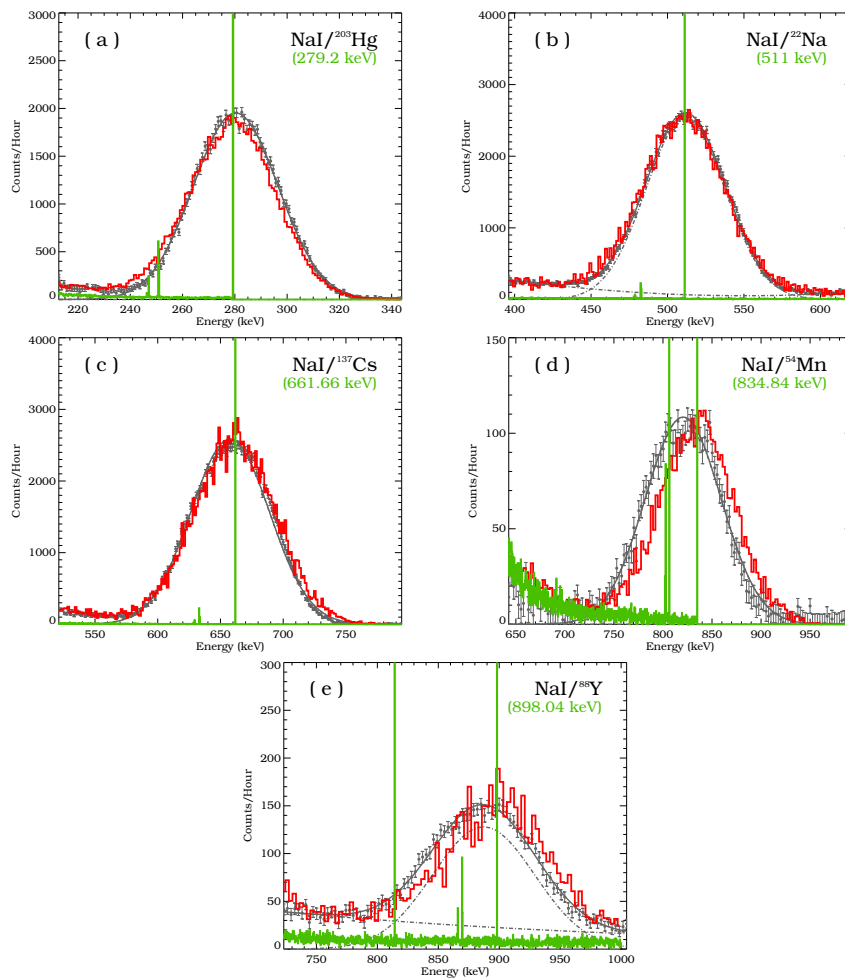 ( a )
NaI/²⁰³Hg
(279.2 keV)
Counts/Hour
3000
2500
2000
1500
1000
500
0
220 240 260 280 300 320 340
Energy (keV)
( b )
NaI/²²Na
(511 keV)
Counts/Hour
4000
3000
2000
1000
0
400 450 500 550 600
Energy (keV)
( c )
NaI/¹³⁷Cs
(661.66 keV)
Counts/Hour
4000
3000
2000
1000
0
550 600 650 700 750
Energy (keV)
( d )
NaI/⁵⁴Mn
(834.84 keV)
Counts/Hour
150
100
50
0
650 700 750 800 850 900 950
Energy (keV)
( e )
NaI/⁸⁸Y
(898.04 keV)
Counts/Hour
300
250
200
150
100
50
0
750 800 850 900 950 1000
Energy (keV)